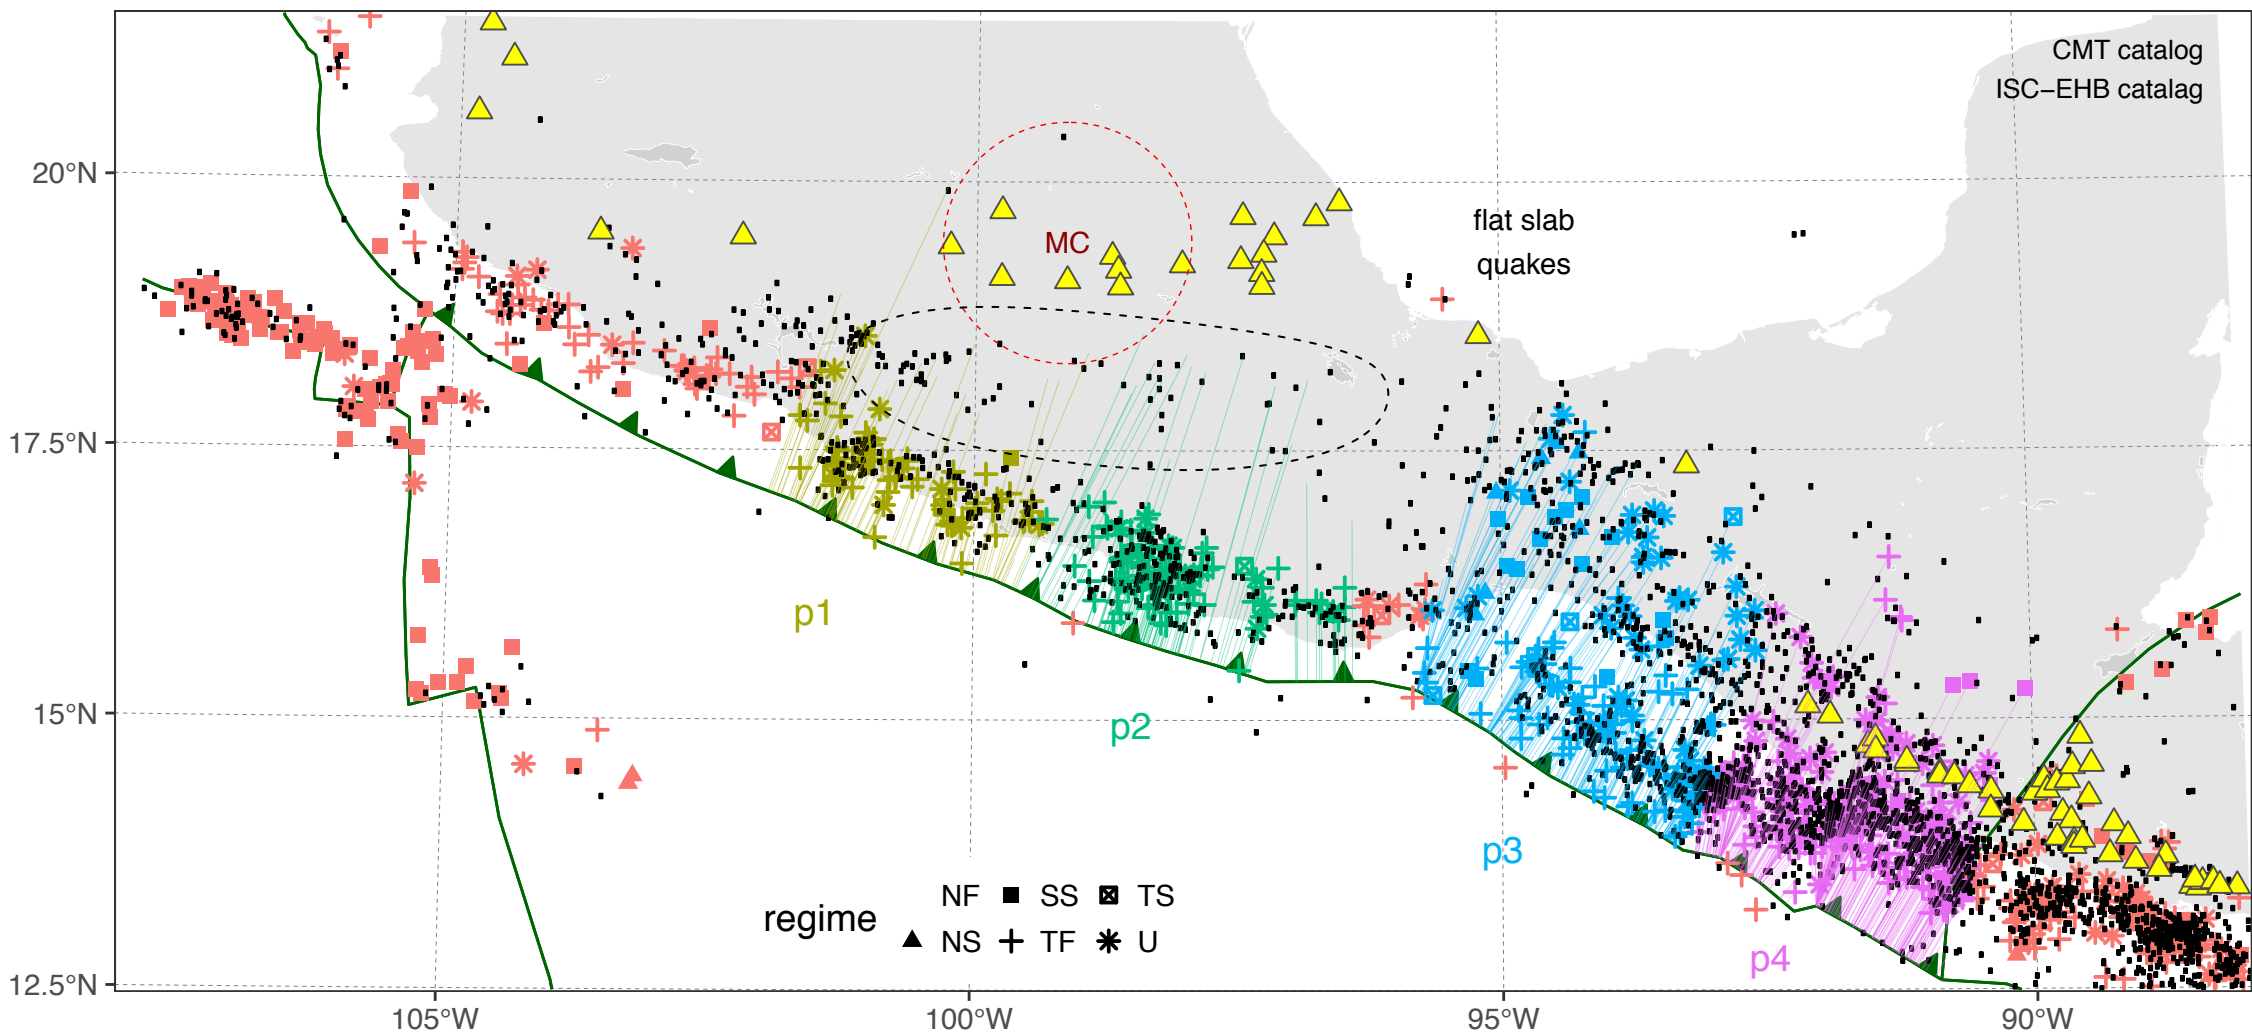 CMT catalog
ISC−EHB catalag
20°N
17.5°N
15°N
12.5°N
MC
flat slab
quakes
p1
p2
p3
p4
regime
NF SS TS
NS TF U
105°W 100°W 95°W 90°W